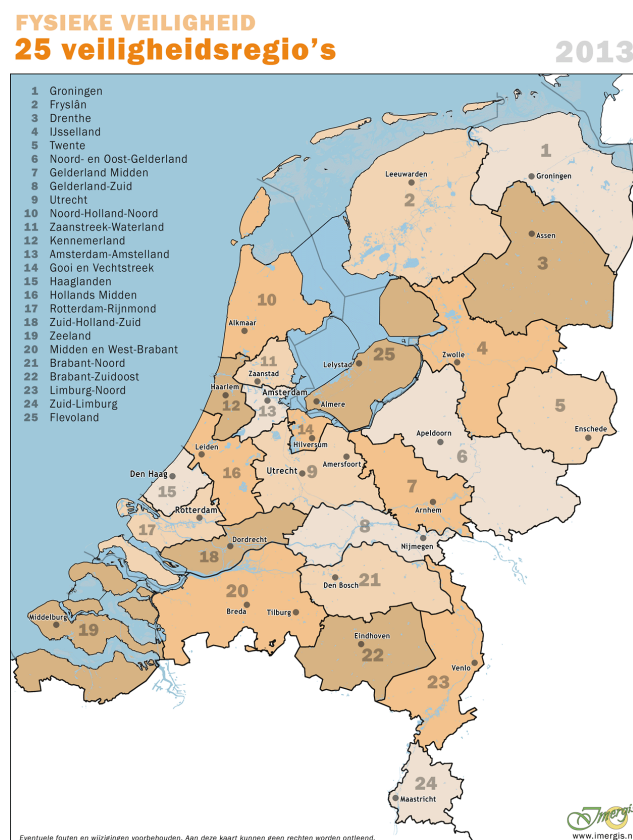 FYSIEKE VEILIGHEID
25 veiligheidsregio's
2013
1 Groningen
2 Fryslân
3 Drenthe
4 IJsselland
5 Twente
6 Noord- en Oost-Gelderland
7 Gelderland Midden
8 Gelderland-Zuid
9 Utrecht
10 Noord-Holland-Noord
11 Zaanstreek-Waterland
12 Kennemerland
13 Amsterdam-Amstelland
14 Gooi en Vechtstreek
15 Haaglanden
16 Hollands Midden
17 Rotterdam-Rijnmond
18 Zuid-Holland-Zuid
19 Zeeland
20 Midden en West-Brabant
21 Brabant-Noord
22 Brabant-Zuidoost
23 Limburg-Noord
24 Zuid-Limburg
25 Flevoland
1
Leeuwarden
Groningen
2
Assen
3
10
Alkmaar
4
25
Zwolle
11
Lelystad
Zaanstad
Haarlem
Amsterdam
12
13
Almere
5
14
Apeldoorn
Enschede
Hilversum
Leiden
6
Amersfoort
Den Haag
16
Utrecht
9
15
7
Rotterdam
Arnhem
17
8
Dordrecht
Nijmegen
18
Den Bosch
21
20
Breda
Tilburg
Middelburg
19
Eindhoven
22
Venlo
23
24
Maastricht
Imergis
Eventuele fouten en wijzigingen voorbehouden. Aan deze kaart kunnen geen rechten worden ontleend.
www.imergis.n